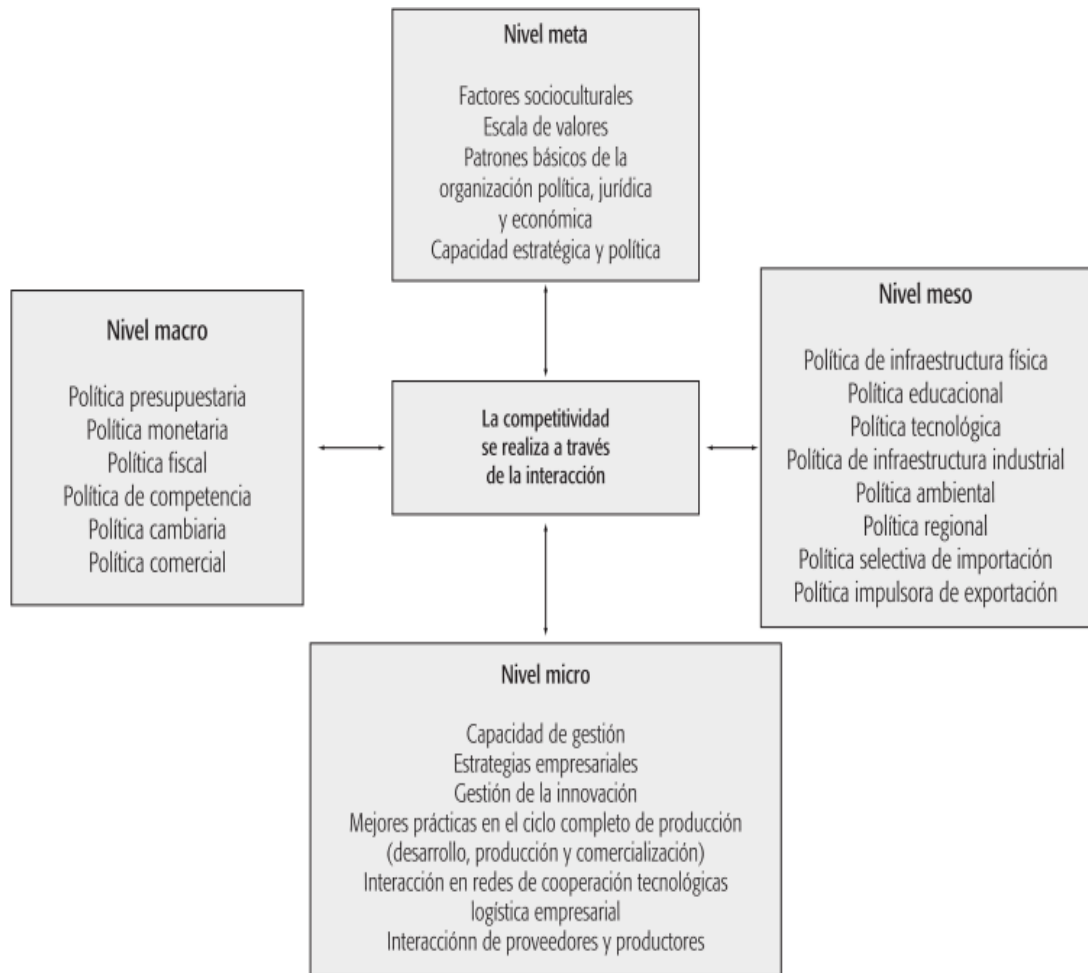 Nivel meta
Factores socioculturales
Escala de valores
Patrones básicos de la
organización política, jurídica
y económica
Capacidad estratégica y política
Nivel macro
Política presupuestaria
Política monetaria
Política fiscal
Política de competencia
Política cambiaria
Política comercial
La competitividad
se realiza a través
de la interacción
Nivel meso
Política de infraestructura física
Política educacional
Política tecnológica
Política de infraestructura industrial
Política ambiental
Política regional
Política selectiva de importación
Política impulsora de exportación
Nivel micro
Capacidad de gestión
Estrategias empresariales
Gestión de la innovación
Mejores prácticas en el ciclo completo de producción
(desarrollo, producción y comercialización)
Interacción en redes de cooperación tecnológicas
logística empresarial
Interacciónn de proveedores y productores